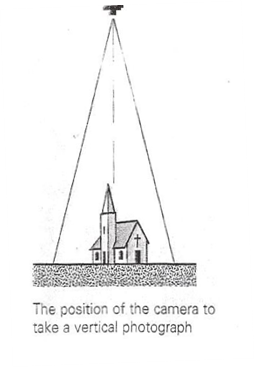 The position of the camera to
take a vertical photograph